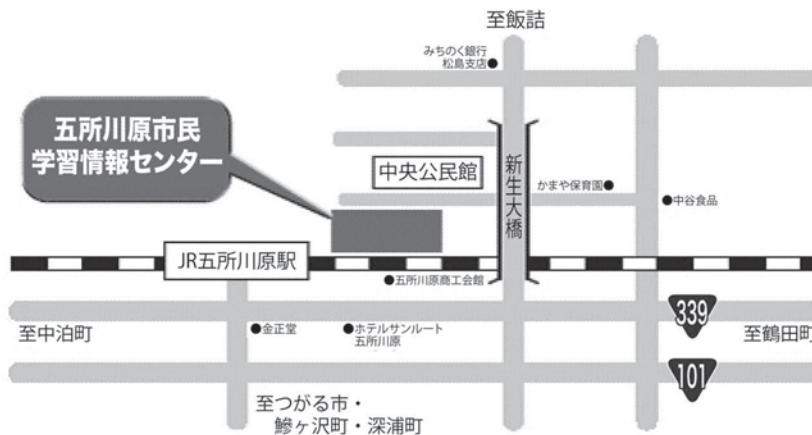 至飯詰
みちのく銀行
松島支店
五所川原市民
学習情報センター
中央公民館
新生大橋
かまや保育園
中谷食品
JR五所川原駅
五所川原商工会館
339
至中泊町
金正堂
ホテルサンルート
五所川原
至鶴田町
101
至つがる市・
鰺ヶ沢町・深浦町